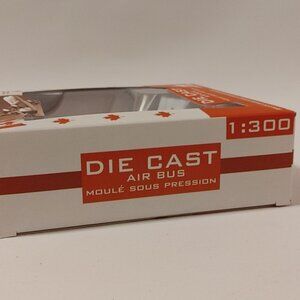 1:300
DIE CAST
AIR BUS
MOULÉ SOUS PRESSION